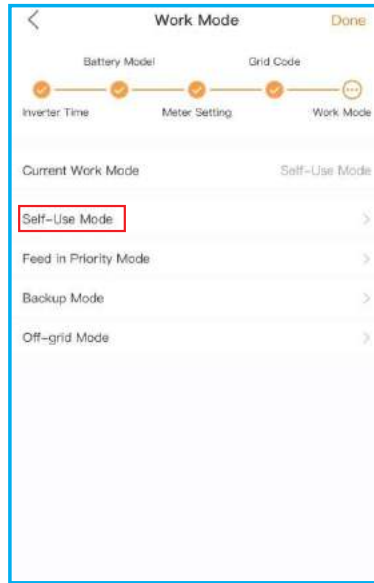 Work Mode Done
Battery Model Grid Code
Inverter Time Meter Setting Work Mode
Current Work Mode Self-Use Mode
Self-Use Mode
Feed in Priority Mode
Backup Mode
Off-grid Mode